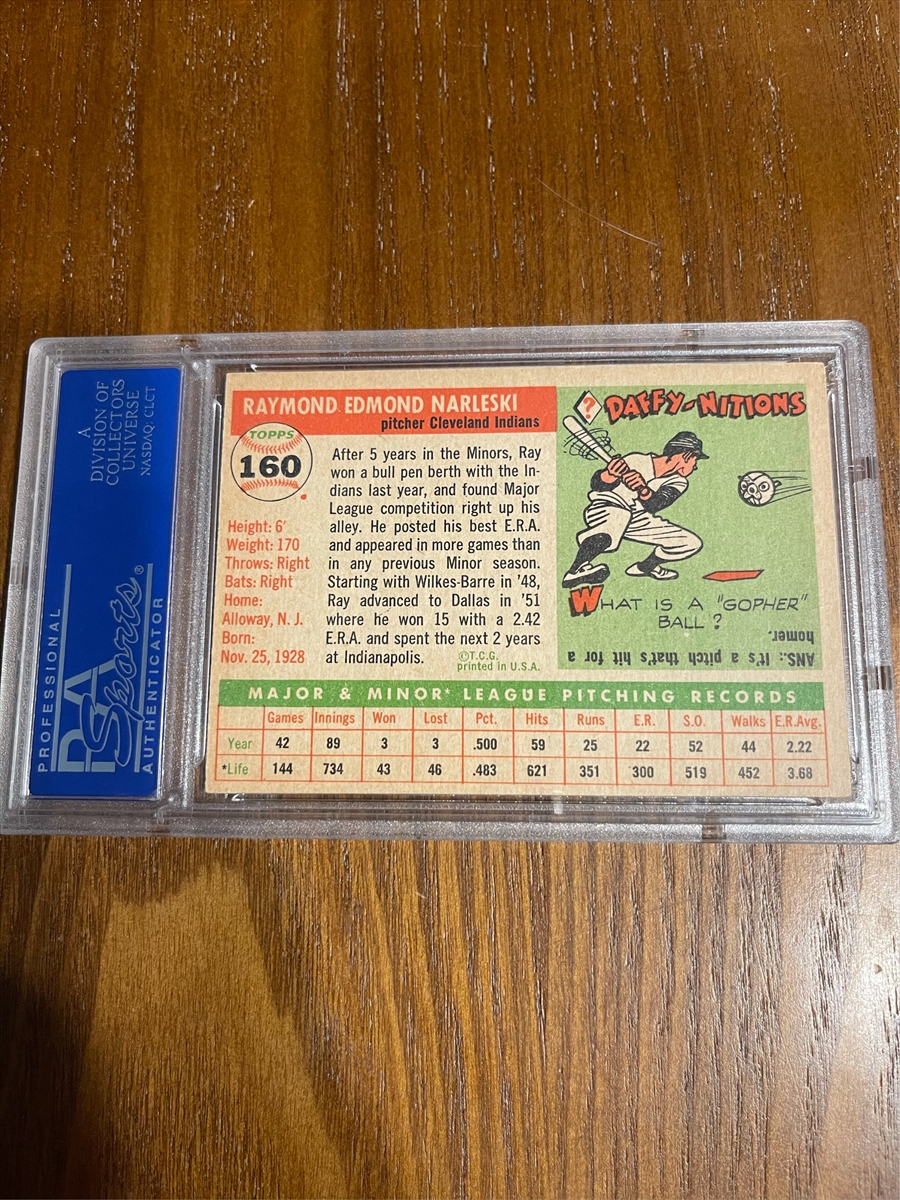 A
DIVISION OF
COLLECTORS
UNIVERSE
NASDAQ: CLCT
PROFESSIONAL
PSA
Sports®
AUTHENTICATOR
RAYMOND EDMOND NARLESKI
pitcher Cleveland Indians
TOPPS
160
Height: 6'
Weight: 170
Throws: Right
Bats: Right
Home:
Alloway, N. J.
Born:
Nov. 25, 1928
After 5 years in the Minors, Ray
won a bull pen berth with the In-
dians last year, and found Major
League competition right up his
alley. He posted his best E.R.A.
and appeared in more games than
in any previous Minor season.
Starting with Wilkes-Barre in '48,
Ray advanced to Dallas in '51
where he won 15 with a 2.42
E.R.A. and spent the next 2 years
at Indianapolis.
©T.C.G.
printed in U.S.A.
? DAFFY-NITIONS
WHAT IS A "GOPHER"
BALL ?
ANS.: It's a pitch that's hit for a
homer.
MAJOR & MINOR* LEAGUE PITCHING RECORDS
Games Innings Won Lost Pct. Hits Runs E.R. S.O. Walks E.R.Avg.
Year 42 89 3 3 .500 59 25 22 52 44 2.22
*Life 144 734 43 46 .483 621 351 300 519 452 3.68